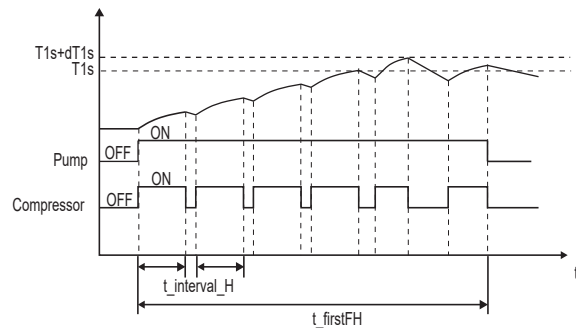 T1s+dT1s
T1s
ON
Pump
OFF
ON
Compressor
OFF
t
t_interval_H
t_firstFH